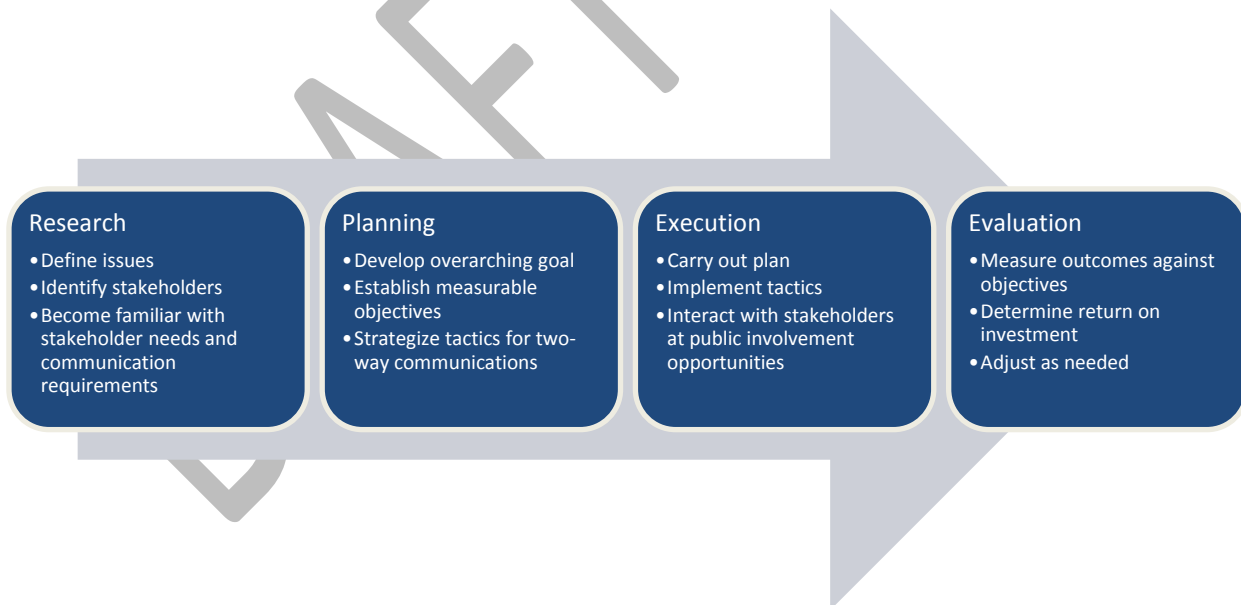 DRAFT
Research
•Define issues
•Identify stakeholders
•Become familiar with
stakeholder needs and
communication
requirements
Planning
•Develop overarching goal
•Establish measurable
objectives
•Strategize tactics for two-
way communications
Execution
•Carry out plan
•Implement tactics
•Interact with stakeholders
at public involvement
opportunities
Evaluation
•Measure outcomes against
objectives
•Determine return on
investment
•Adjust as needed